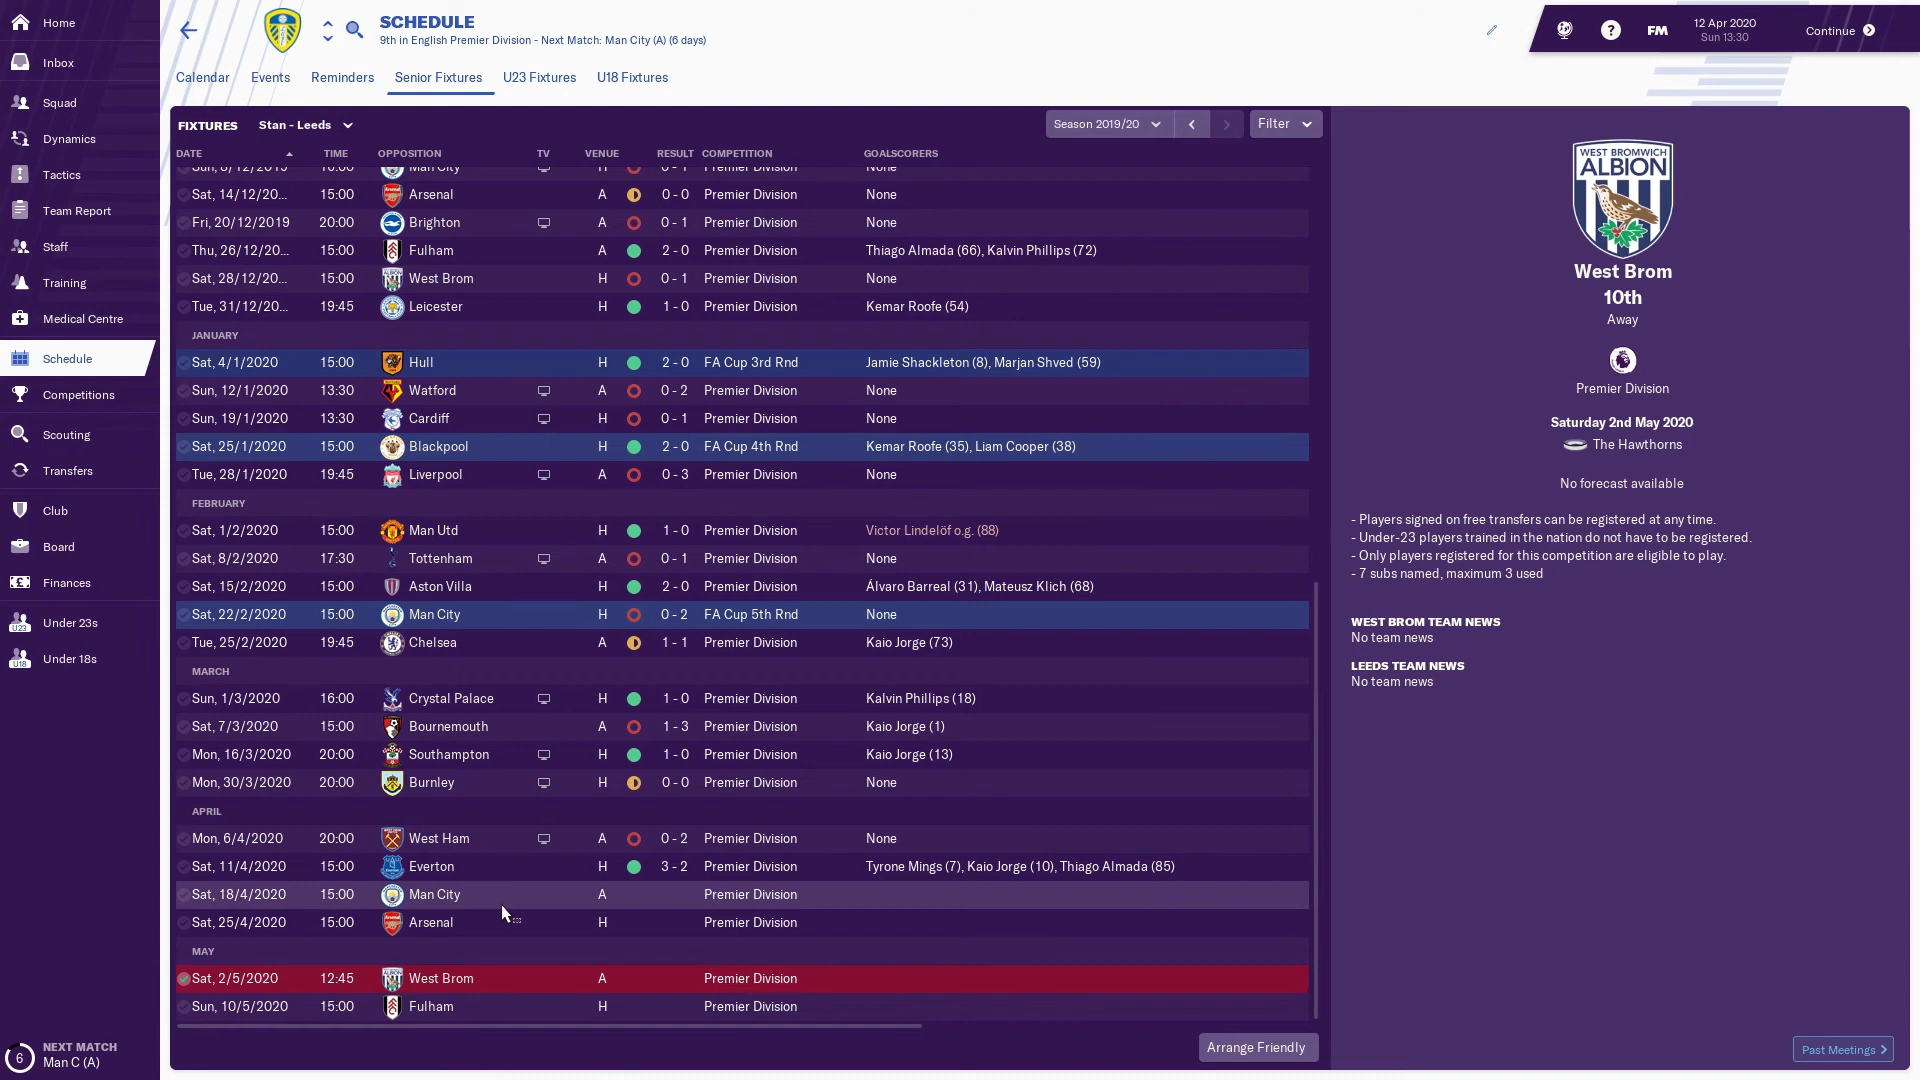 Home
Inbox
Squad
Dynamics
Tactics
Team Report
Staff
Training
Medical Centre
Schedule
Competitions
Scouting
Transfers
Club
Board
Finances
U23 Under 23s
U18 Under 18s
6 NEXT MATCH
Man C (A)
SCHEDULE
9th in English Premier Division - Next Match: Man City (A) (6 days)
? FM 12 Apr 2020
Sun 13:30
Continue
Calendar Events Reminders Senior Fixtures U23 Fixtures U18 Fixtures
FIXTURES Stan - Leeds Season 2019/20 Filter
DATE TIME OPPOSITION TV VENUE RESULT COMPETITION GOALSCORERS
Sun, 8/12/2019 16:00 Man City H 0 - 1 Premier Division None
Sat, 14/12/20... 15:00 Arsenal A 0 - 0 Premier Division None
Fri, 20/12/2019 20:00 Brighton A 0 - 1 Premier Division None
Thu, 26/12/20... 15:00 Fulham A 2 - 0 Premier Division Thiago Almada (66), Kalvin Phillips (72)
Sat, 28/12/20... 15:00 West Brom H 0 - 1 Premier Division None
Tue, 31/12/20... 19:45 Leicester H 1 - 0 Premier Division Kemar Roofe (54)
JANUARY
Sat, 4/1/2020 15:00 Hull H 2 - 0 FA Cup 3rd Rnd Jamie Shackleton (8), Marjan Shved (59)
Sun, 12/1/2020 13:30 Watford A 0 - 2 Premier Division None
Sun, 19/1/2020 13:30 Cardiff H 0 - 1 Premier Division None
Sat, 25/1/2020 15:00 Blackpool H 2 - 0 FA Cup 4th Rnd Kemar Roofe (35), Liam Cooper (38)
Tue, 28/1/2020 19:45 Liverpool A 0 - 3 Premier Division None
FEBRUARY
Sat, 1/2/2020 15:00 Man Utd H 1 - 0 Premier Division Victor Lindelöf o.g. (88)
Sat, 8/2/2020 17:30 Tottenham A 0 - 1 Premier Division None
Sat, 15/2/2020 15:00 Aston Villa H 2 - 0 Premier Division Álvaro Barreal (31), Mateusz Klich (68)
Sat, 22/2/2020 15:00 Man City H 0 - 2 FA Cup 5th Rnd None
Tue, 25/2/2020 19:45 Chelsea A 1 - 1 Premier Division Kaio Jorge (73)
MARCH
Sun, 1/3/2020 16:00 Crystal Palace H 1 - 0 Premier Division Kalvin Phillips (18)
Sat, 7/3/2020 15:00 Bournemouth A 1 - 3 Premier Division Kaio Jorge (1)
Mon, 16/3/2020 20:00 Southampton H 1 - 0 Premier Division Kaio Jorge (13)
Mon, 30/3/2020 20:00 Burnley H 0 - 0 Premier Division None
APRIL
Mon, 6/4/2020 20:00 West Ham A 0 - 2 Premier Division None
Sat, 11/4/2020 15:00 Everton H 3 - 2 Premier Division Tyrone Mings (7), Kaio Jorge (10), Thiago Almada (85)
Sat, 18/4/2020 15:00 Man City A Premier Division
Sat, 25/4/2020 15:00 Arsenal H Premier Division
MAY
Sat, 2/5/2020 12:45 West Brom A Premier Division
Sun, 10/5/2020 15:00 Fulham H Premier Division
Arrange Friendly
WEST BROMWICH
ALBION
West Brom
10th
Away
Premier Division
Saturday 2nd May 2020
The Hawthorns
No forecast available
- Players signed on free transfers can be registered at any time.
- Under-23 players trained in the nation do not have to be registered.
- Only players registered for this competition are eligible to play.
- 7 subs named, maximum 3 used
WEST BROM TEAM NEWS
No team news
LEEDS TEAM NEWS
No team news
Past Meetings